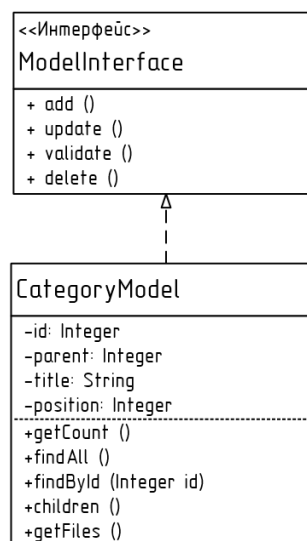 <<Интерфейс>>
ModelInterface
+ add ()
+ update ()
+ validate ()
+ delete ()
CategoryModel
-id: Integer
-parent: Integer
-title: String
-position: Integer
+getCount ()
+findAll ()
+findById (Integer id)
+children ()
+getFiles ()